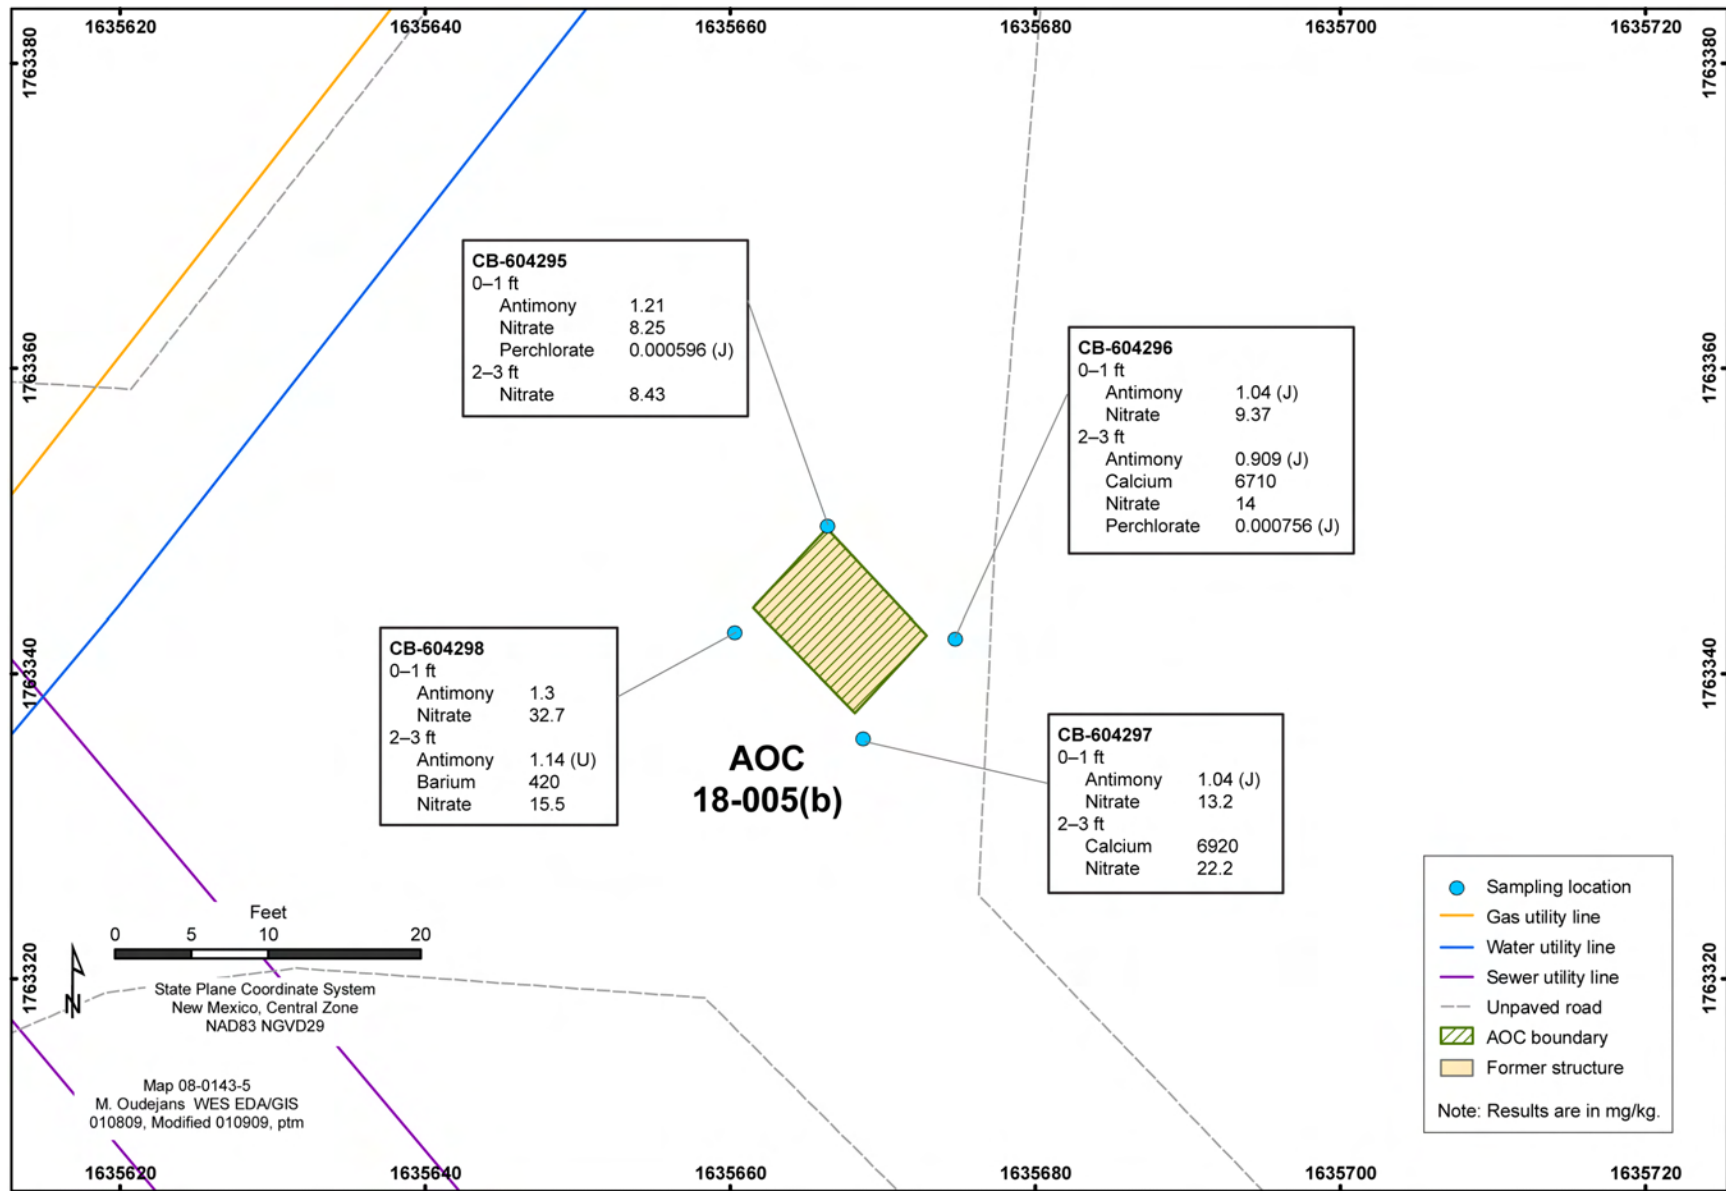 1635620 1635640 1635660 1635680 1635700 1635720
1763380 1763380
CB-604295
0–1 ft
Antimony 1.21
Nitrate 8.25
Perchlorate 0.000596 (J)
2–3 ft
Nitrate 8.43
1763360 1763360
CB-604296
0–1 ft
Antimony 1.04 (J)
Nitrate 9.37
2–3 ft
Antimony 0.909 (J)
Calcium 6710
Nitrate 14
Perchlorate 0.000756 (J)
CB-604298
0–1 ft
Antimony 1.3
Nitrate 32.7
2–3 ft
Antimony 1.14 (U)
Barium 420
Nitrate 15.5
1763340 1763340
AOC
18-005(b)
CB-604297
0–1 ft
Antimony 1.04 (J)
Nitrate 13.2
2–3 ft
Calcium 6920
Nitrate 22.2
Feet
0 5 10 20
N
1763320 1763320
State Plane Coordinate System
New Mexico, Central Zone
NAD83 NGVD29
Map 08-0143-5
M. Oudejans WES EDA/GIS
010809, Modified 010909, ptm
Sampling location
Gas utility line
Water utility line
Sewer utility line
Unpaved road
AOC boundary
Former structure
Note: Results are in mg/kg.
1635620 1635640 1635660 1635680 1635700 1635720